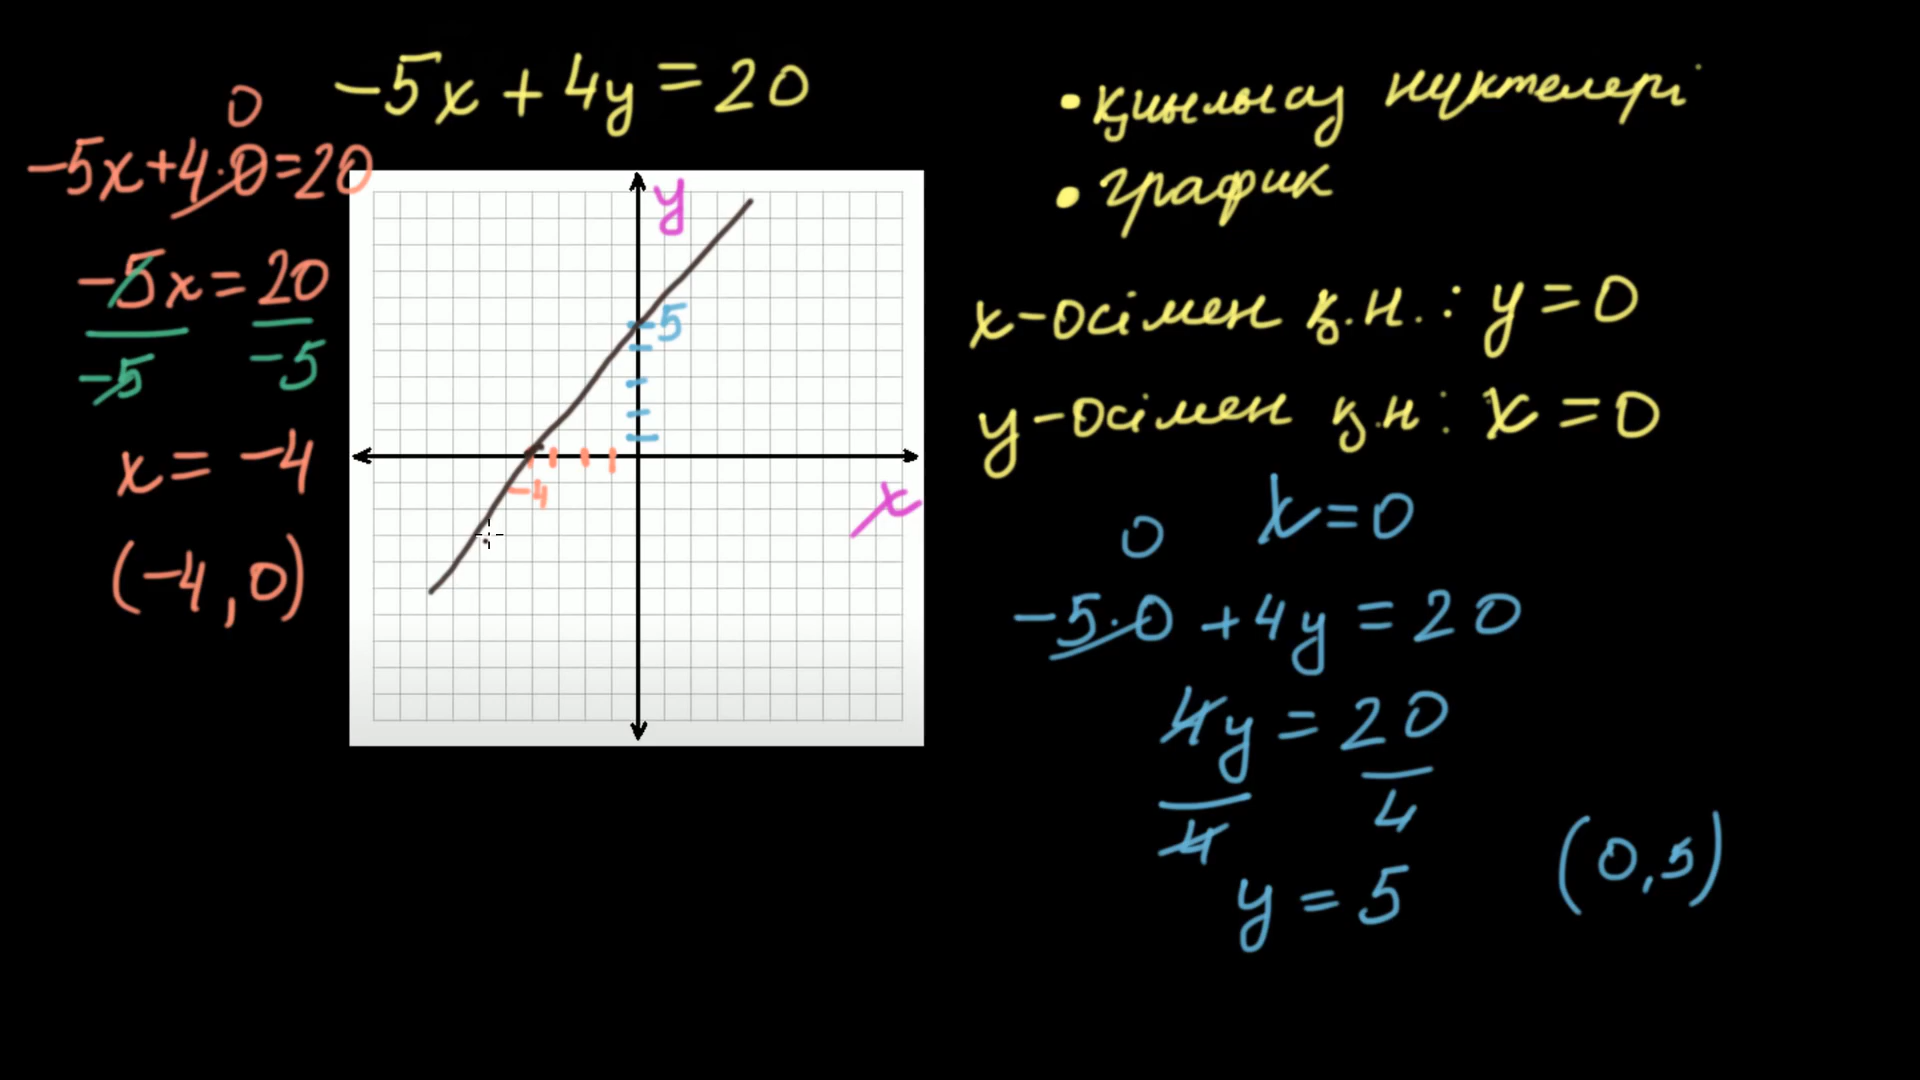 -5x + 4y = 20
0
-5x+4·0=20
-5x = 20
-5 -5
x = -4
(-4,0)
y
5
-4
x
• қиылысу нүктелері
• график
x-осімен қ.н. : y = 0
y-осімен қ.н : x = 0
x = 0
0
-5·0 + 4y = 20
4y = 20
4 4
y = 5
(0,5)